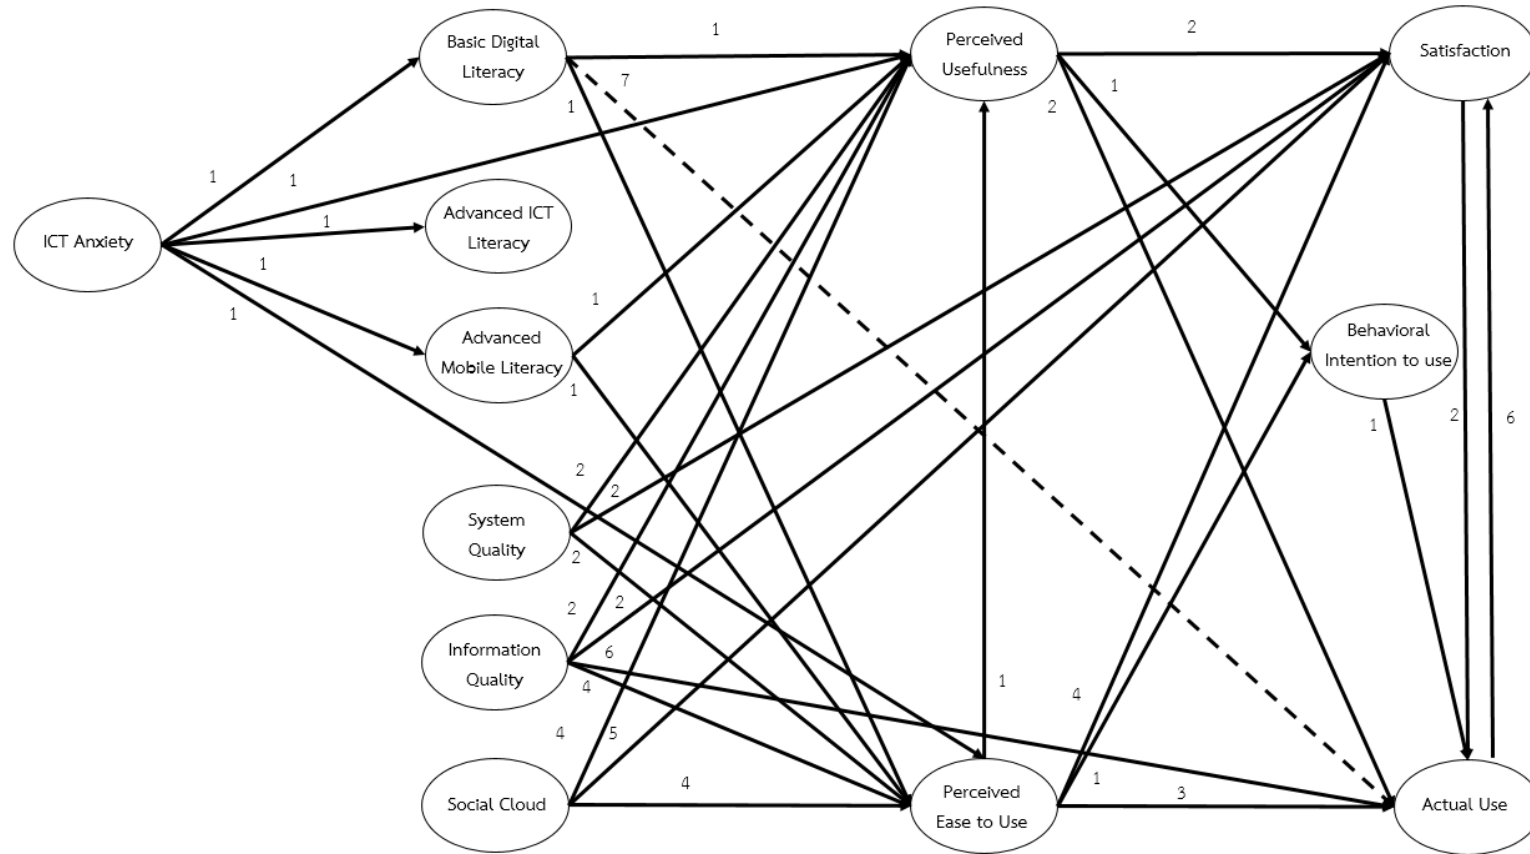 Basic Digital
Literacy
1
7
1
Perceived
Usefulness
2
1
2
Satisfaction
ICT Anxiety
1
1
1
1
1
Advanced ICT
Literacy
Advanced
Mobile Literacy
1
1
Behavioral
Intention to use
1
2
6
System
Quality
2
2
2
Information
Quality
2
2
6
4
Social Cloud
4
5
4
Perceived
Ease to Use
1
4
1
3
Actual Use